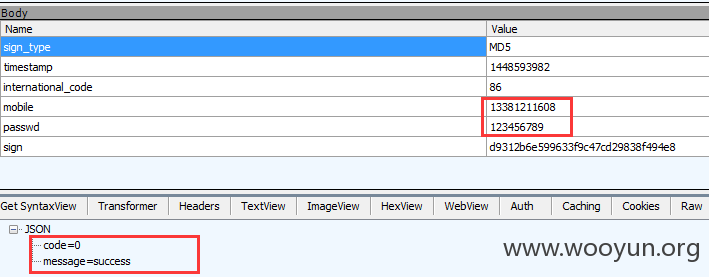 Body
Name Value
sign_type MD5
timestamp 1448593982
international_code 86
mobile 13381211608
passwd 123456789
sign d9312b6e599633f9c47cd29838f494e8
Get SyntaxView Transformer Headers TextView ImageView HexView WebView Auth Caching Cookies Raw
JSON
code=0
message=success
www.wooyun.org